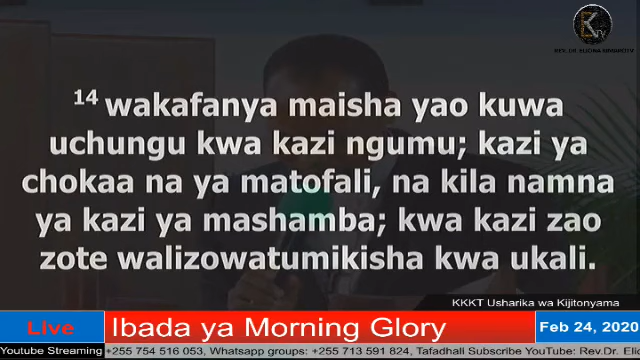 14 wakafanya maisha yao kuwa
uchungu kwa kazi ngumu; kazi ya
chokaa na ya matofali, na kila namna
ya kazi ya mashamba; kwa kazi zao
zote walizowatumikisha kwa ukali.
KKKT Usharika wa Kijitonyama
Live
Ibada ya Morning Glory
Feb 24, 2020
Youtube Streaming
+255 754 516 053, Whatsapp groups: +255 713 591 824, Tafadhali Subscribe YouTube: Rev.Dr. Eli